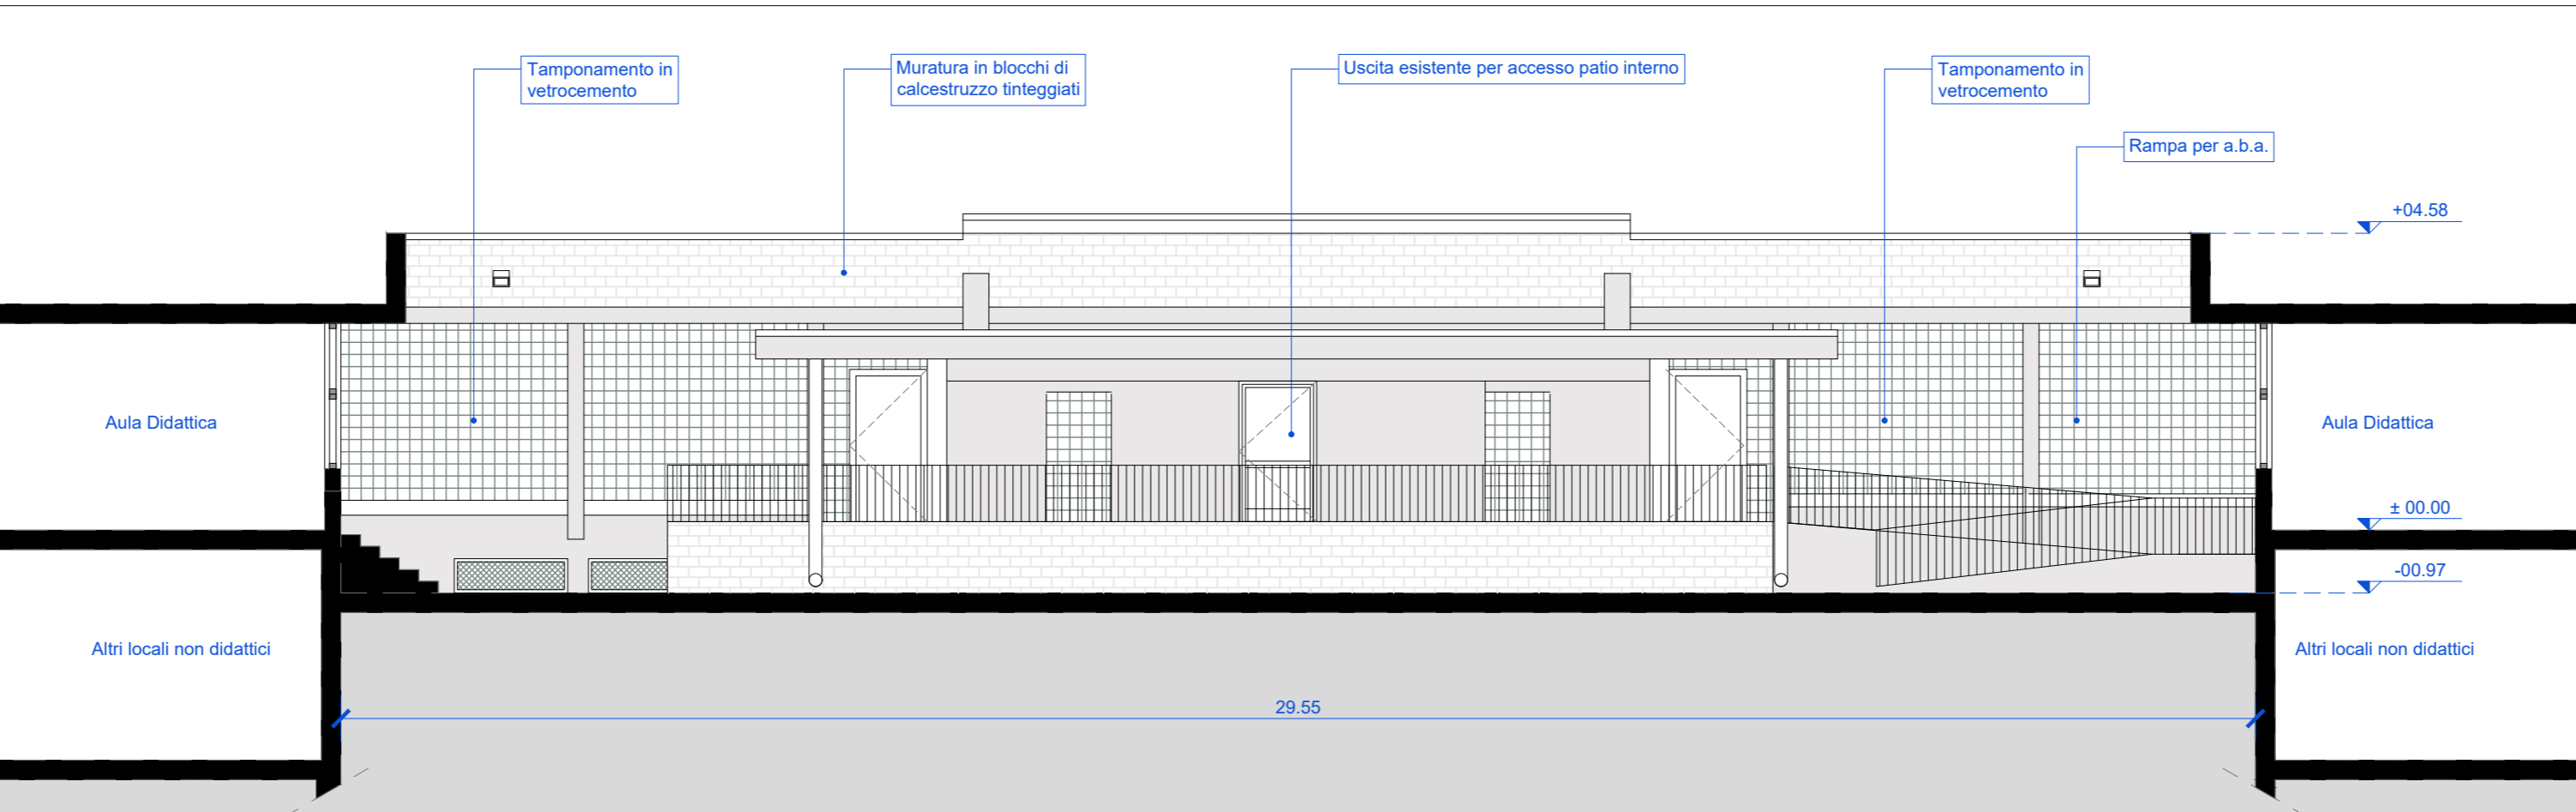 Tamponamento in
vetrocemento
Muratura in blocchi di
calcestruzzo tinteggiati
Uscita esistente per accesso patio interno
Tamponamento in
vetrocemento
Rampa per a.b.a.
+04.58
Aula Didattica
Aula Didattica
± 00.00
-00.97
Altri locali non didattici
Altri locali non didattici
29.55